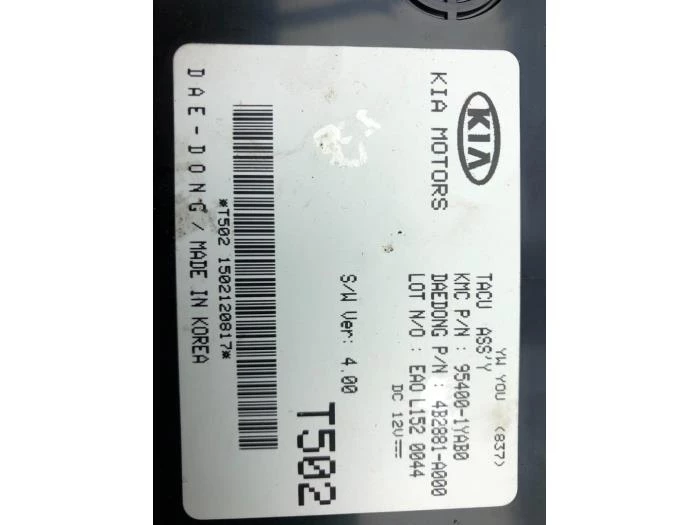 KIA
KIA MOTORS
YW YOU (837)
TACU ASS'Y
KMC P/N : 95400-1YAB0
DAEDONG P/N : 4B2881-A000
LOT N/O : EAO L152 0044
DC 12V
S/W Ver: 4.00
T502
*T502 1502120817*
DAE-DONG / MADE IN KOREA